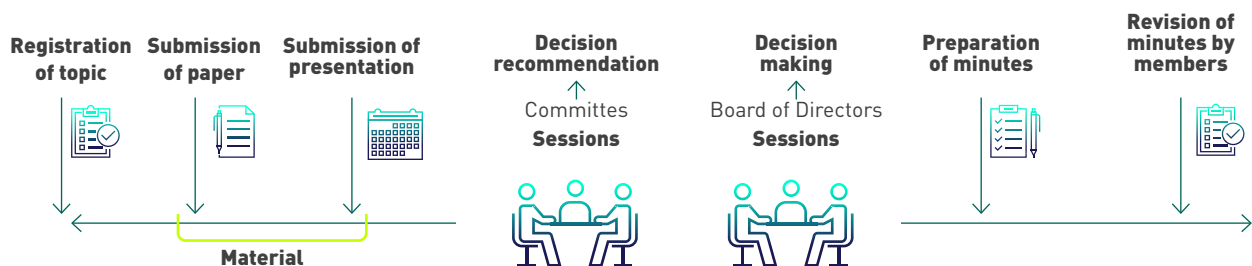 Registration
of topic
Submission
of paper
Submission of
presentation
Decision
recommendation
Committes
Sessions
Decision
making
Board of Directors
Sessions
Preparation
of minutes
Revision of
minutes by
members
Material